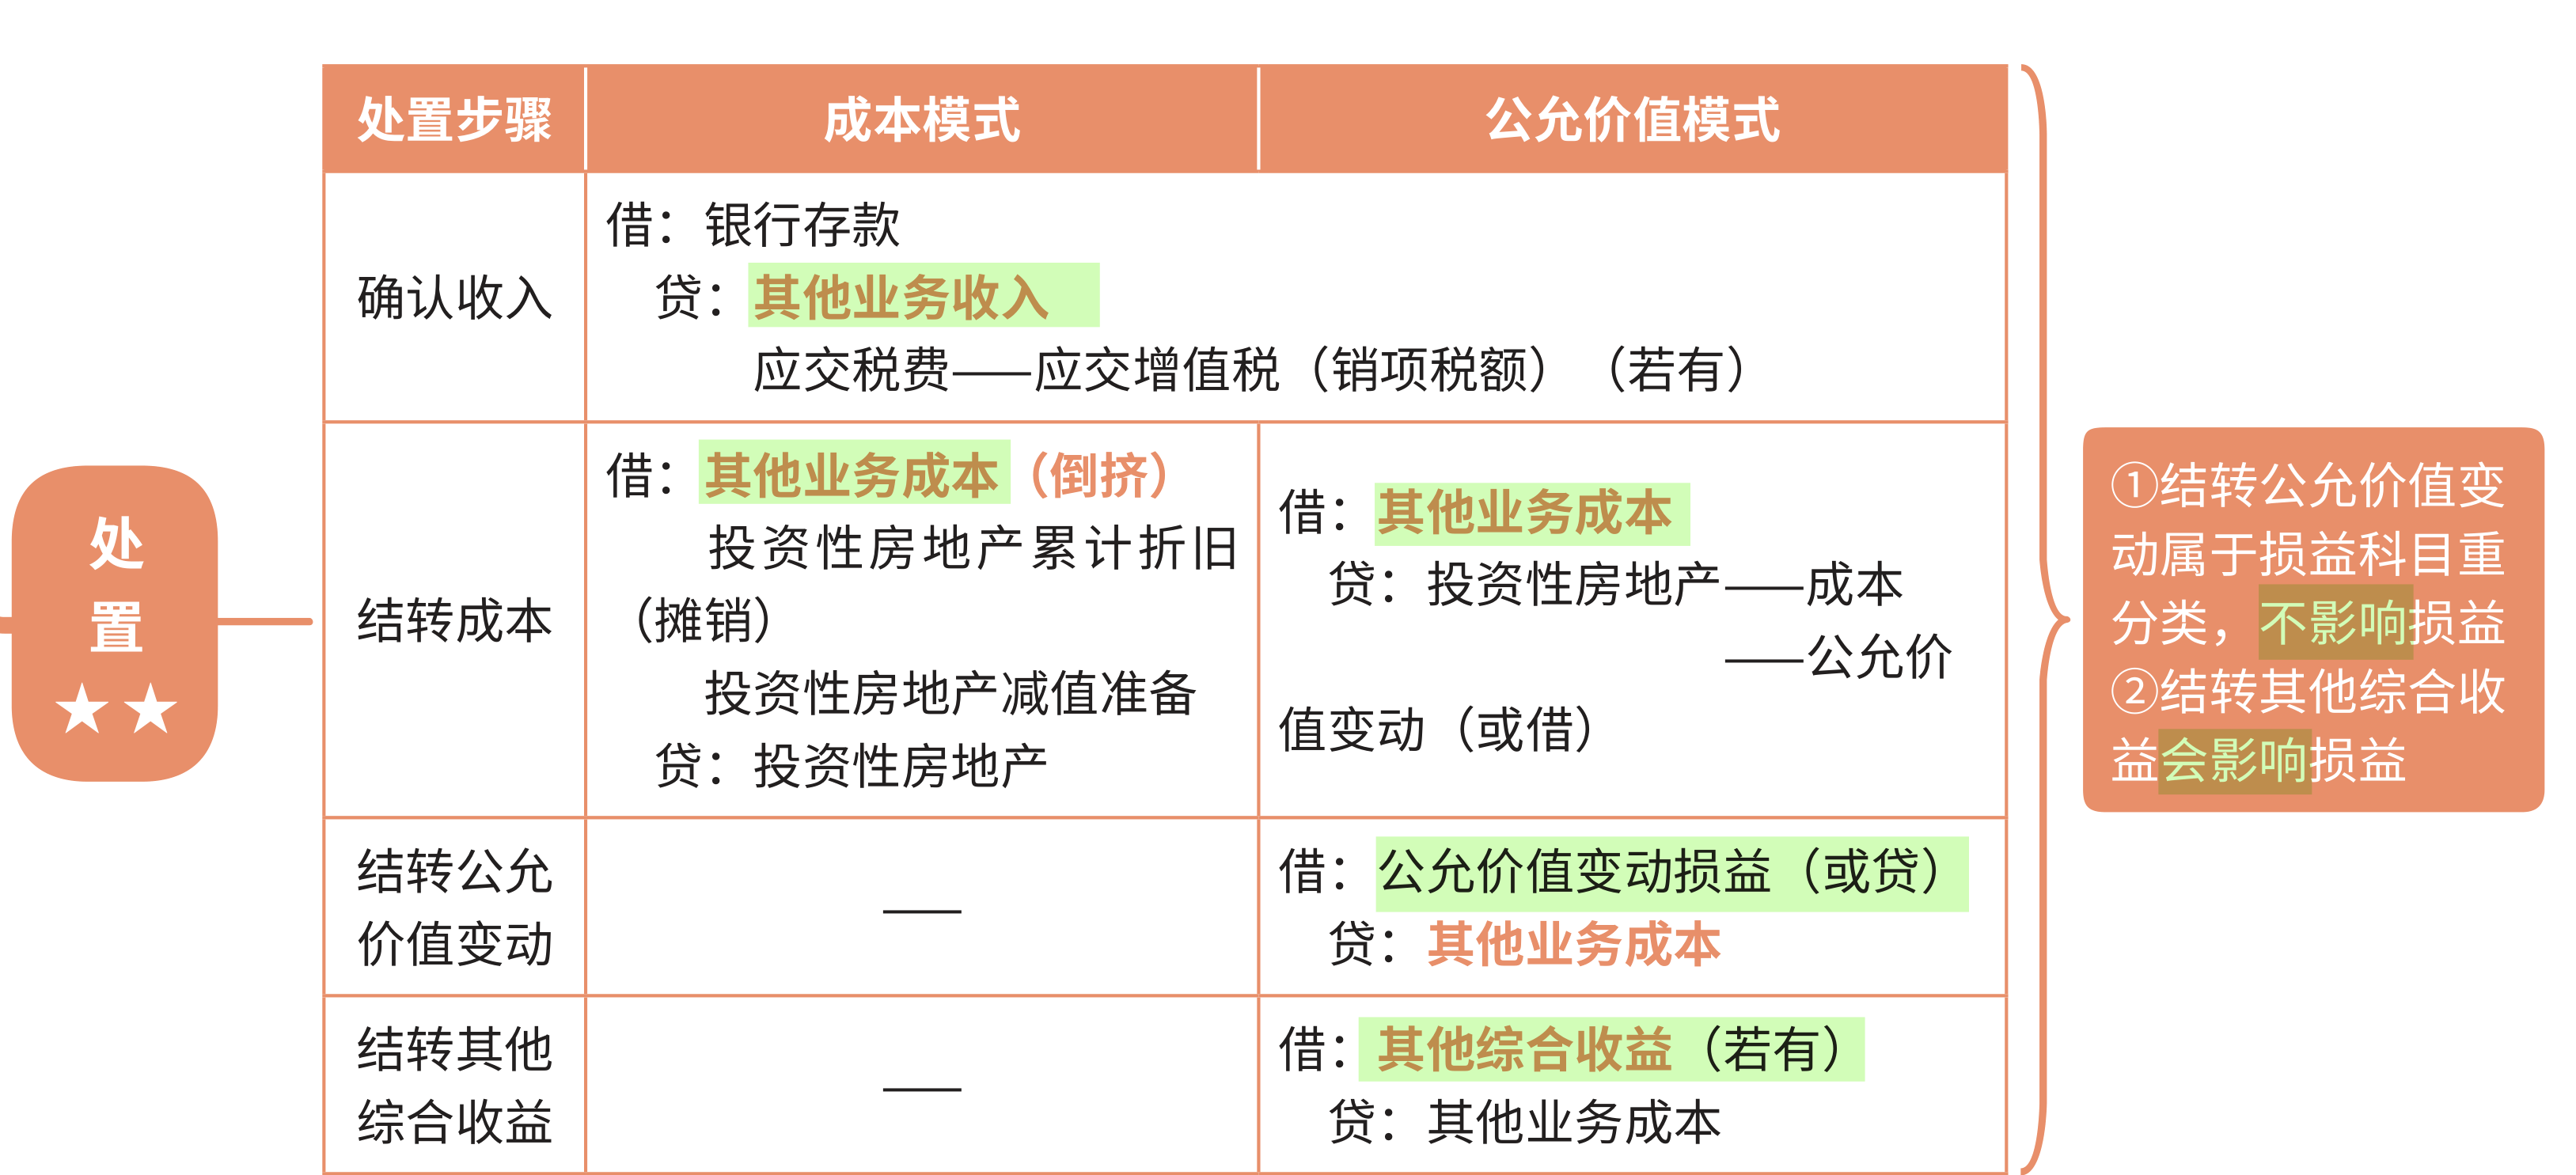 处
置
★★
处置步骤
成本模式
公允价值模式
确认收入
借：银行存款
贷：其他业务收入
应交税费——应交增值税（销项税额）（若有）
结转成本
借：其他业务成本（倒挤）
投资性房地产累计折旧
（摊销）
投资性房地产减值准备
贷：投资性房地产
借：其他业务成本
贷：投资性房地产——成本
——公允价
值变动（或借）
结转公允
价值变动
——
借：公允价值变动损益（或贷）
贷：其他业务成本
结转其他
综合收益
——
借：其他综合收益（若有）
贷：其他业务成本
①结转公允价值变
动属于损益科目重
分类，不影响损益
②结转其他综合收
益会影响损益